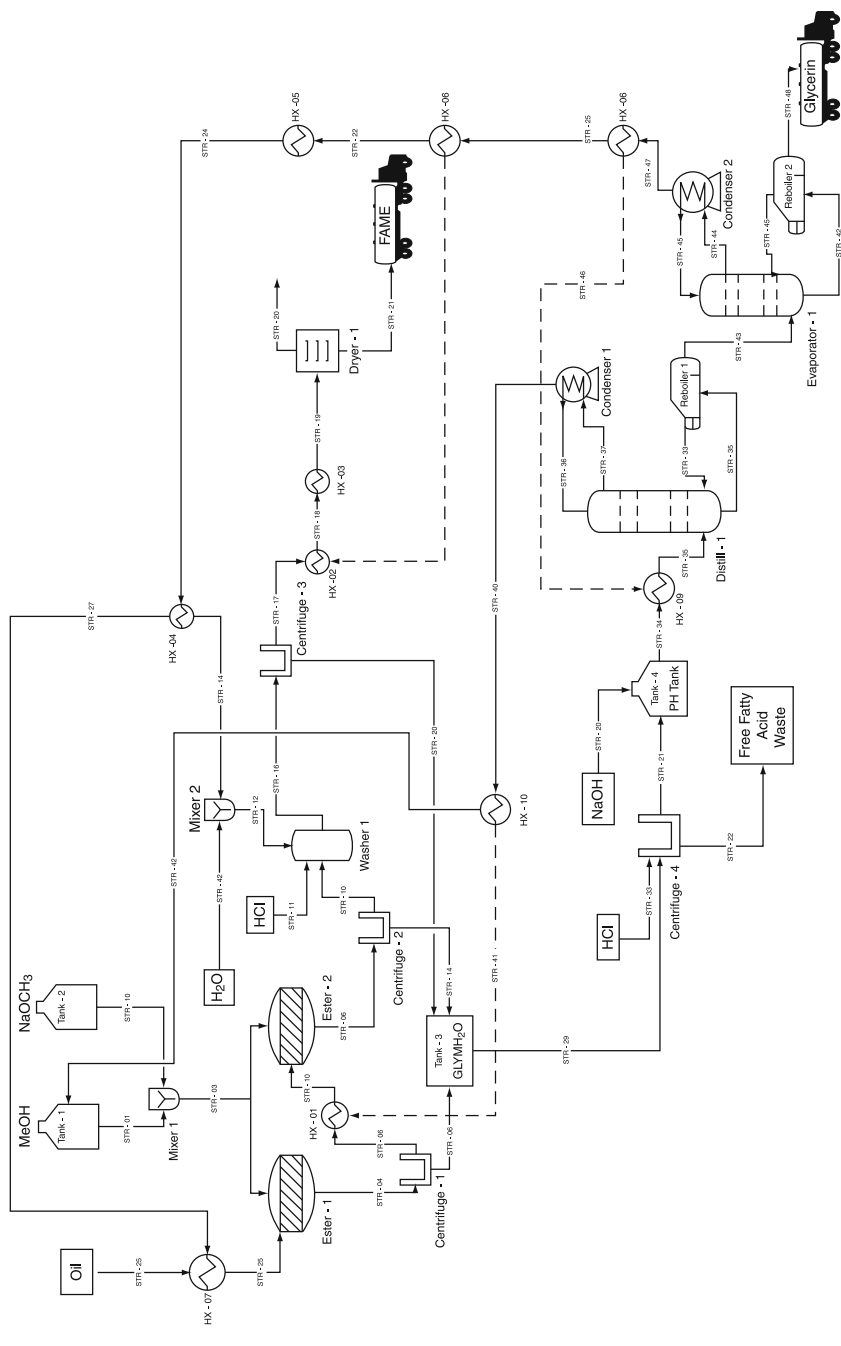 Oil
STR - 25
HX - 07
STR - 25
STR - 27
MeOH
Tank - 1
STR - 01
NaOCH3
Tank - 2
STR - 10
Mixer 1
STR - 03
Ester - 1
STR - 04
Ester - 2
STR - 06
Centrifuge - 1
STR - 06
STR - 06
HX - 01
STR - 10
Tank - 3
GLYMH2O
STR - 14
STR - 29
STR - 41
Centrifuge - 2
STR - 10
HCl
STR - 11
H2O
STR - 42
STR - 42
Mixer 2
STR - 12
STR - 14
HX -04
Washer 1
STR - 16
Centrifuge - 3
STR - 17
STR - 20
HX -02
STR - 18
HX -03
STR - 19
Dryer - 1
STR - 20
STR - 21
FAME
STR - 24
HX -05
STR - 22
HX -06
STR - 25
HX -06
STR - 47
STR - 46
STR - 40
HX - 10
HCl
STR - 33
Centrifuge - 4
STR - 22
Free Fatty
Acid
Waste
STR - 21
NaOH
STR - 20
Tank - 4
PH Tank
STR - 34
HX - 09
STR - 35
Distill - 1
STR - 36
STR - 37
Condenser 1
STR - 33
STR - 35
Reboiler 1
STR - 43
Evaporator - 1
STR - 45
STR - 44
Condenser 2
STR - 45
STR - 42
Reboiler 2
STR - 48
Glycerin